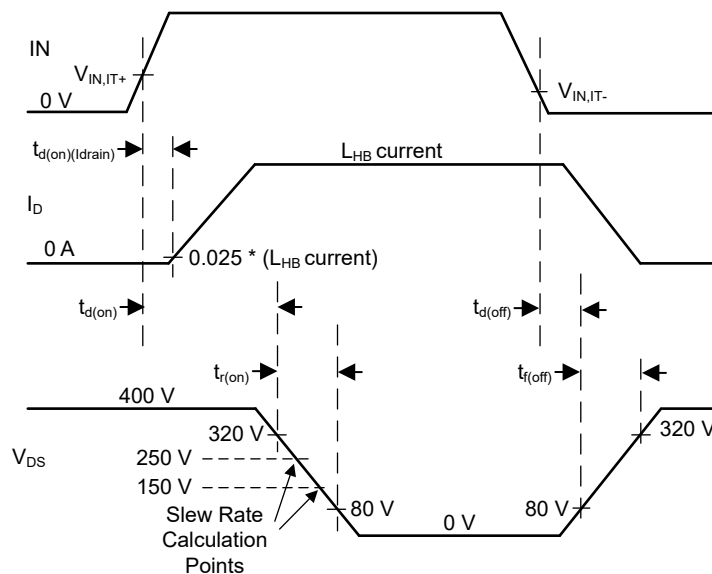 IN
V_IN,IT+
0 V
V_IN,IT-
t_d(on)(Idrain)
L_HB current
I_D
0 A
0.025 * (L_HB current)
t_d(on)
t_d(off)
t_r(on)
t_f(off)
400 V
320 V
320 V
V_DS
250 V
150 V
80 V
0 V
80 V
Slew Rate
Calculation
Points